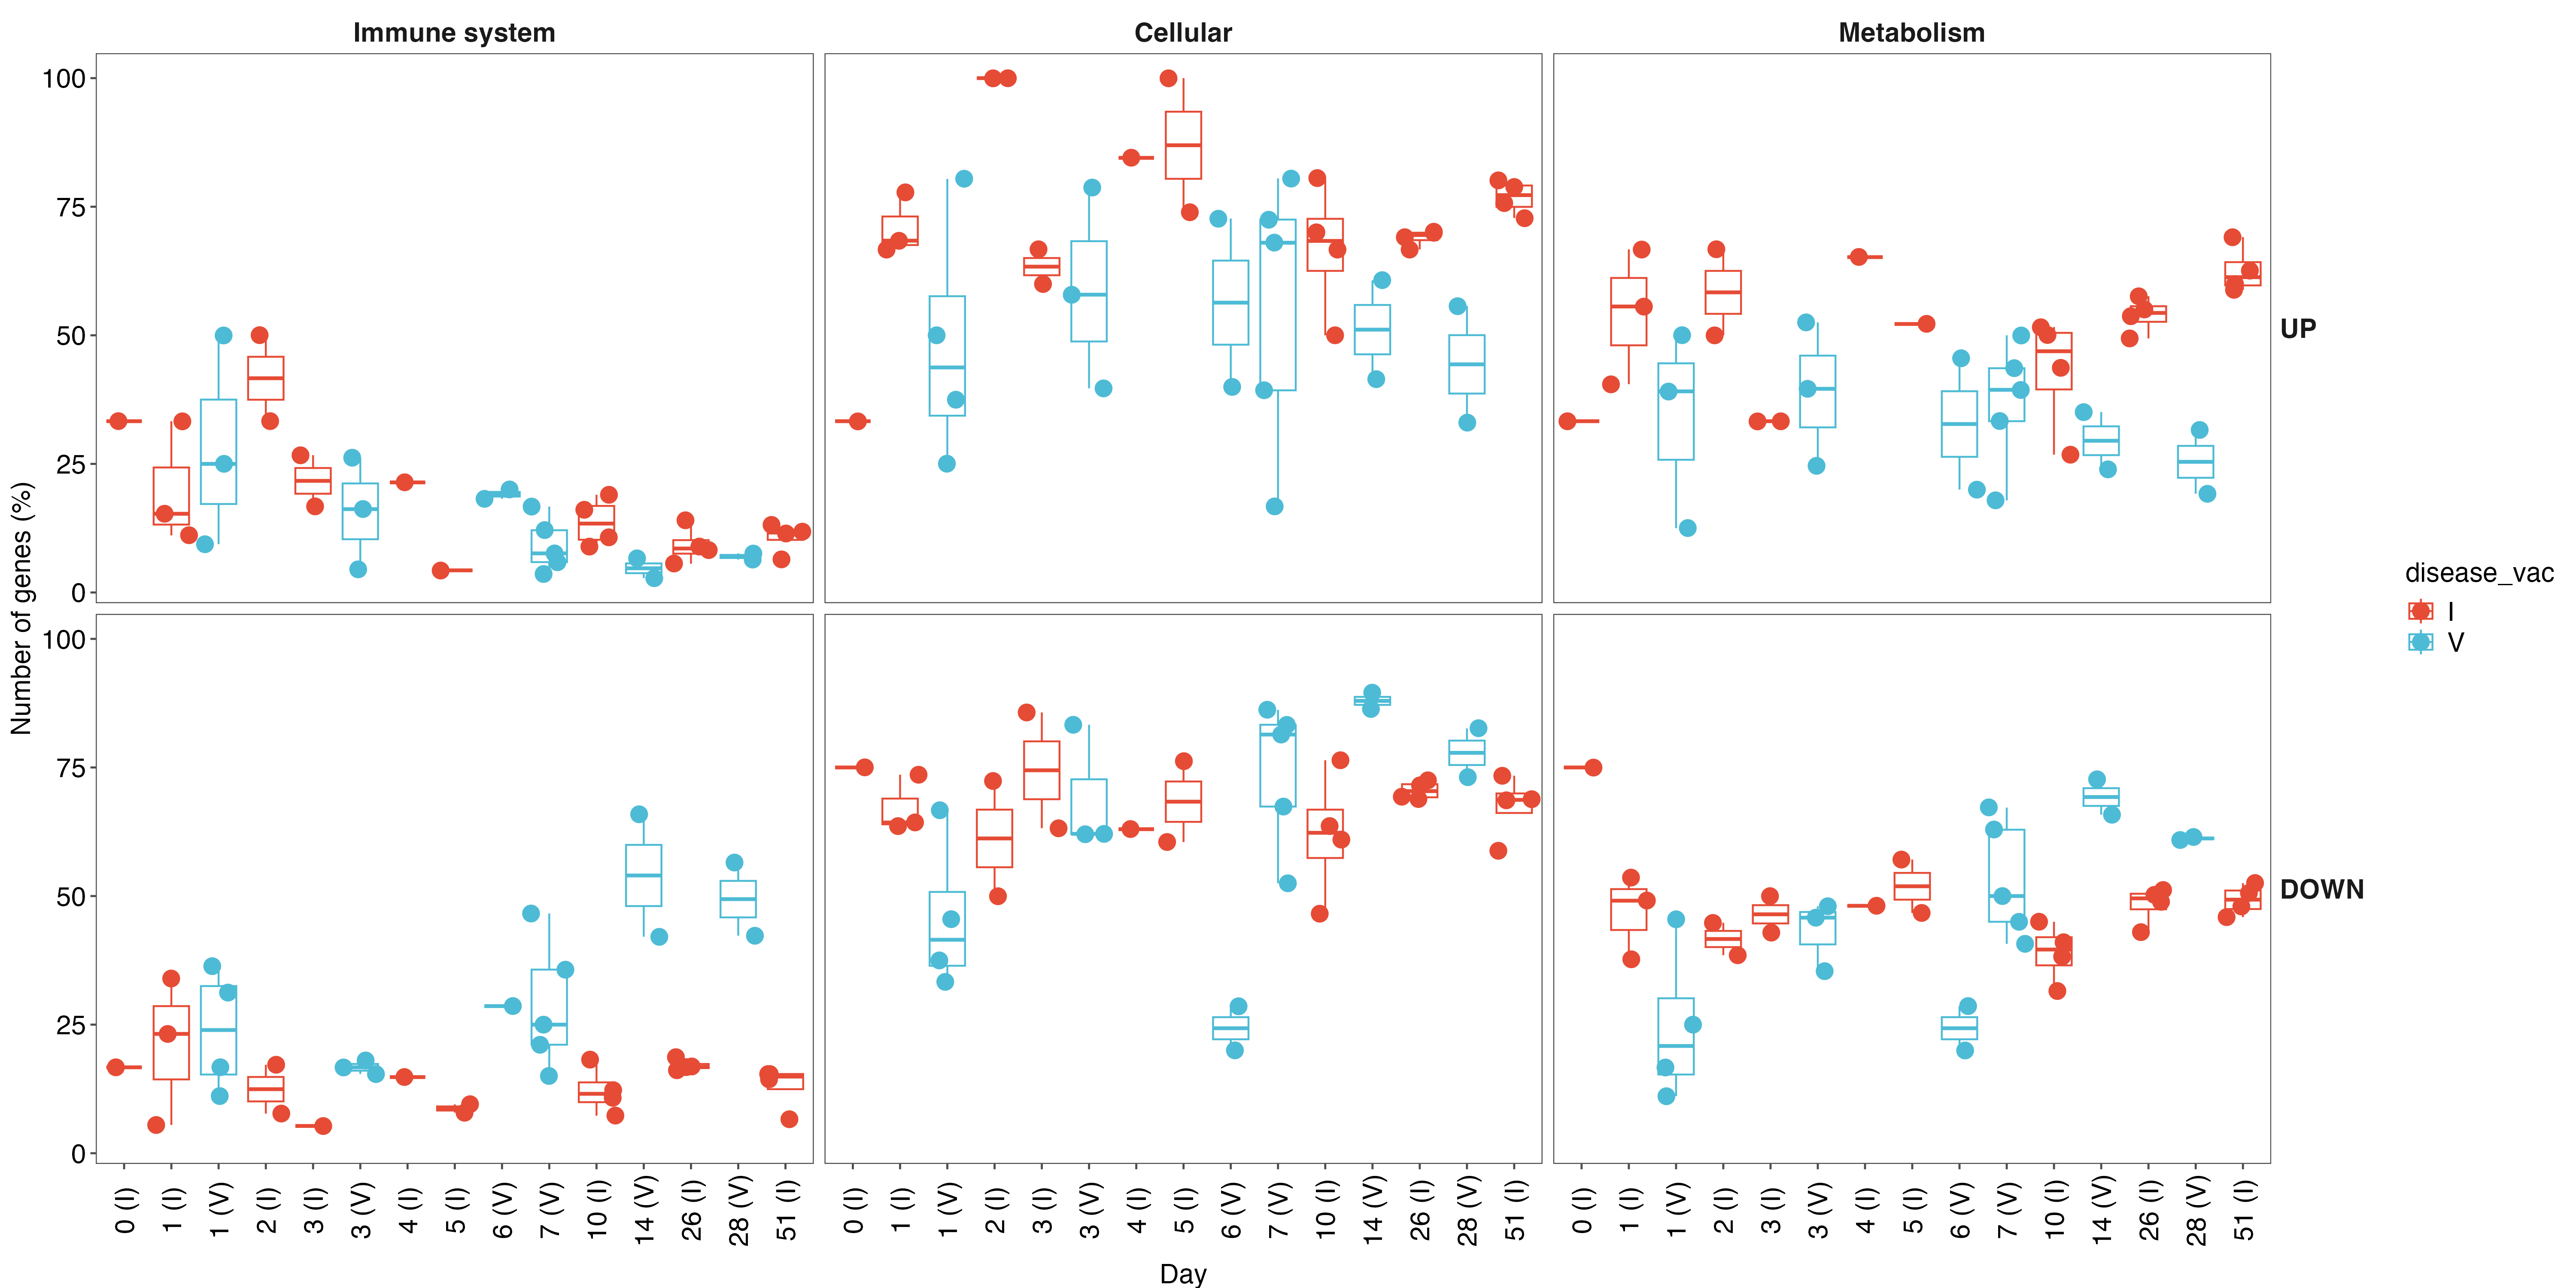 Immune system
Cellular
Metabolism
Number of genes (%)
100
75
50
25
0
UP
100
75
50
25
0
DOWN
disease_vac
I
V
0 (I)
1 (I)
1 (V)
2 (I)
3 (I)
3 (V)
4 (I)
5 (I)
6 (V)
7 (V)
10 (I)
14 (V)
26 (I)
28 (V)
51 (I)
0 (I)
1 (I)
1 (V)
2 (I)
3 (I)
3 (V)
4 (I)
5 (I)
6 (V)
7 (V)
10 (I)
14 (V)
26 (I)
28 (V)
51 (I)
0 (I)
1 (I)
1 (V)
2 (I)
3 (I)
3 (V)
4 (I)
5 (I)
6 (V)
7 (V)
10 (I)
14 (V)
26 (I)
28 (V)
51 (I)
Day